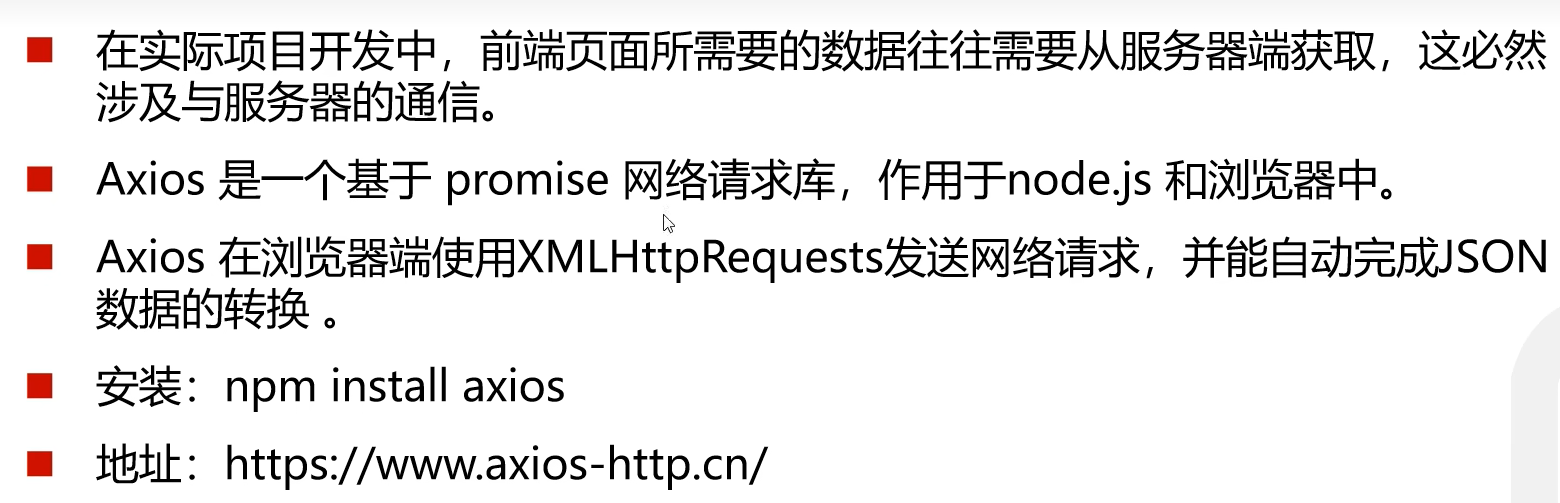 在实际项目开发中，前端页面所需要的数据往往需要从服务器端获取，这必然
涉及与服务器的通信。
Axios 是一个基于 promise 网络请求库，作用于node.js 和浏览器中。
Axios 在浏览器端使用XMLHttpRequests发送网络请求，并能自动完成JSON
数据的转换 。
安装：npm install axios
地址：https://www.axios-http.cn/